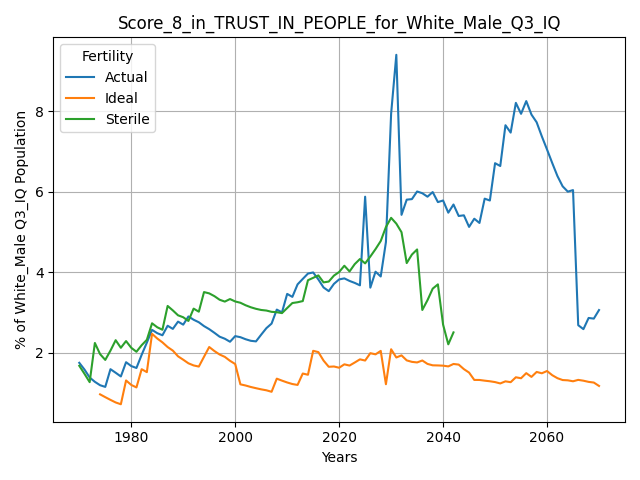 Score_8_in_TRUST_IN_PEOPLE_for_White_Male_Q3_IQ
Fertility
Actual
Ideal
Sterile
% of White_Male Q3_IQ Population
8
6
4
2
1980
2000
2020
2040
2060
Years